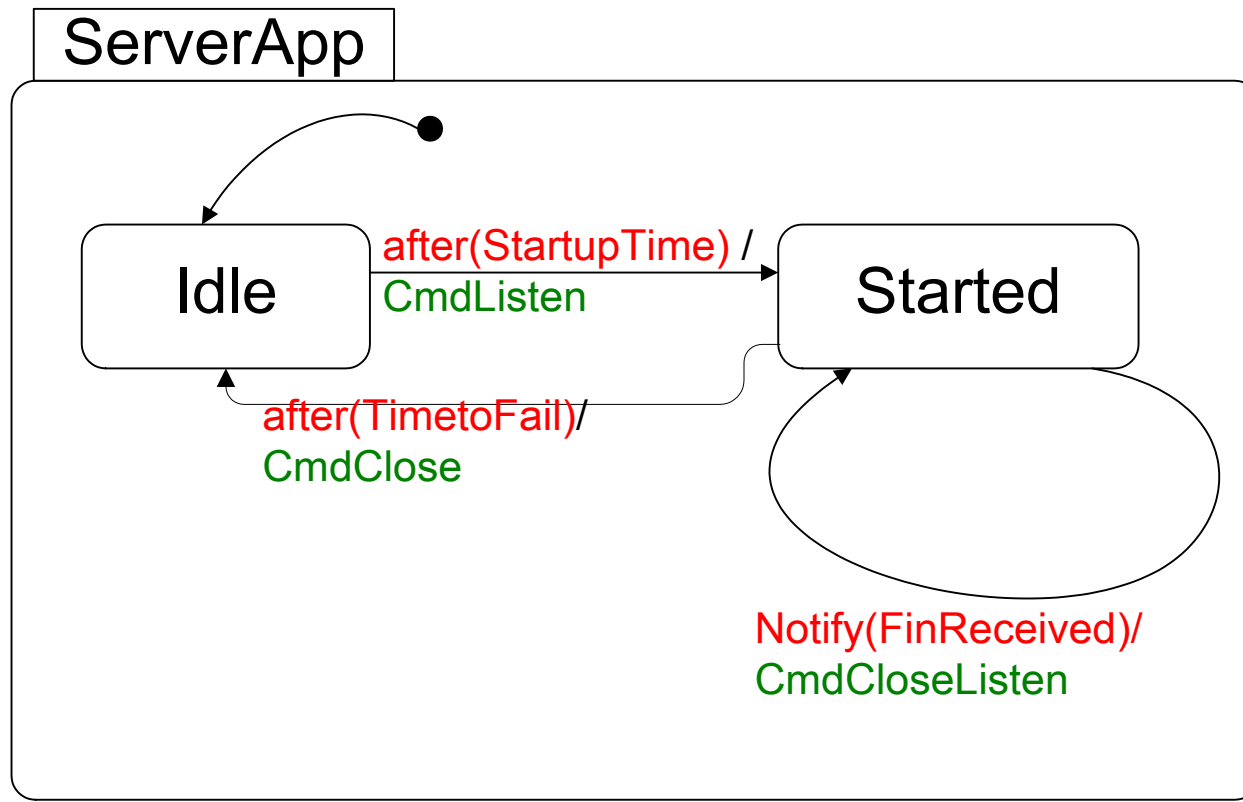 ServerApp
Idle
after(StartupTime) /
CmdListen
Started
after(TimetoFail)/
CmdClose
Notify(FinReceived)/
CmdCloseListen